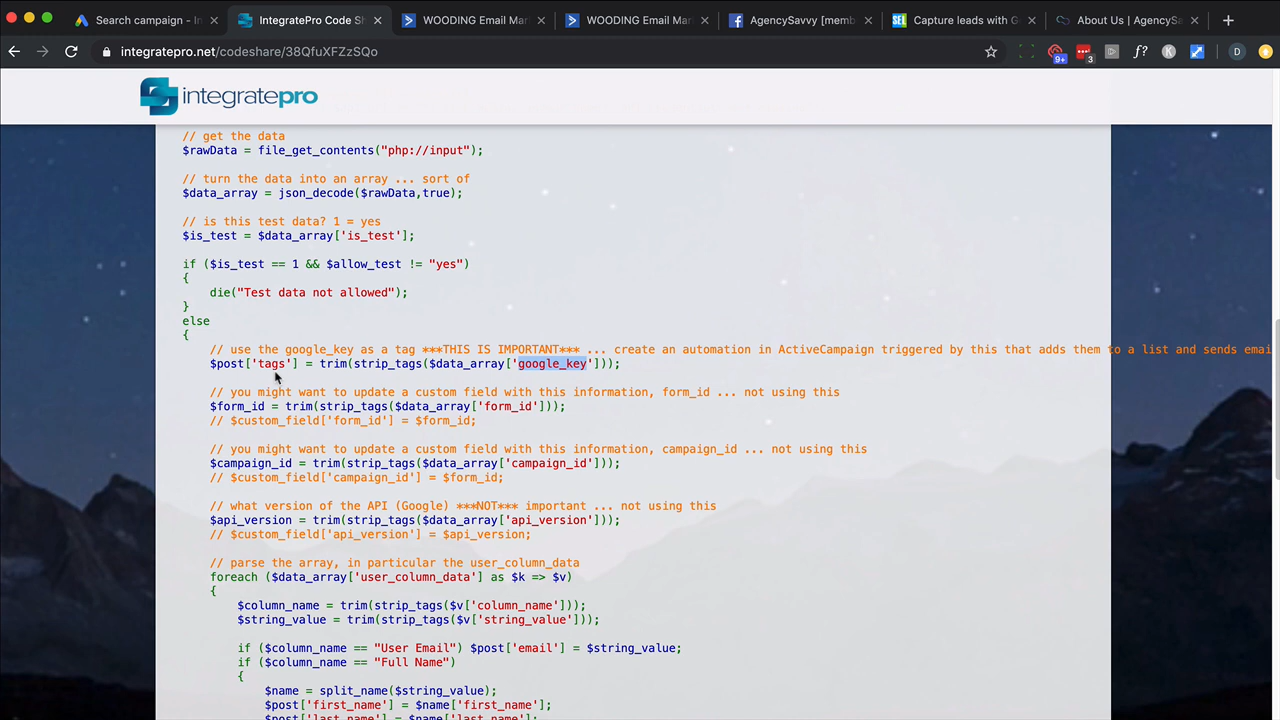 Search campaign - In
IntegratePro Code Sh
WOODING Email Mar
WOODING Email Mar
AgencySavvy [memb
Capture leads with Go
About Us | AgencySa
integratepro.net/codeshare/38QfuXFZzSQo
9+
3
f?
K
D
integratepro
// get the data
$rawData = file_get_contents("php://input");
// turn the data into an array ... sort of
$data_array = json_decode($rawData,true);
// is this test data? 1 = yes
$is_test = $data_array['is_test'];
if ($is_test == 1 && $allow_test != "yes")
{
die("Test data not allowed");
}
else
{
// use the google_key as a tag ***THIS IS IMPORTANT*** ... create an automation in ActiveCampaign triggered by this that adds them to a list and sends emai
$post['tags'] = trim(strip_tags($data_array['google_key']));
// you might want to update a custom field with this information, form_id ... not using this
$form_id = trim(strip_tags($data_array['form_id']));
// $custom_field['form_id'] = $form_id;
// you might want to update a custom field with this information, campaign_id ... not using this
$campaign_id = trim(strip_tags($data_array['campaign_id']));
// $custom_field['campaign_id'] = $form_id;
// what version of the API (Google) ***NOT*** important ... not using this
$api_version = trim(strip_tags($data_array['api_version']));
// $custom_field['api_version'] = $api_version;
// parse the array, in particular the user_column_data
foreach ($data_array['user_column_data'] as $k => $v)
{
$column_name = trim(strip_tags($v['column_name']));
$string_value = trim(strip_tags($v['string_value']));
if ($column_name == "User Email") $post['email'] = $string_value;
if ($column_name == "Full Name")
{
$name = split_name($string_value);
$post['first_name'] = $name['first_name'];
$post['last_name'] = $name['last_name'];